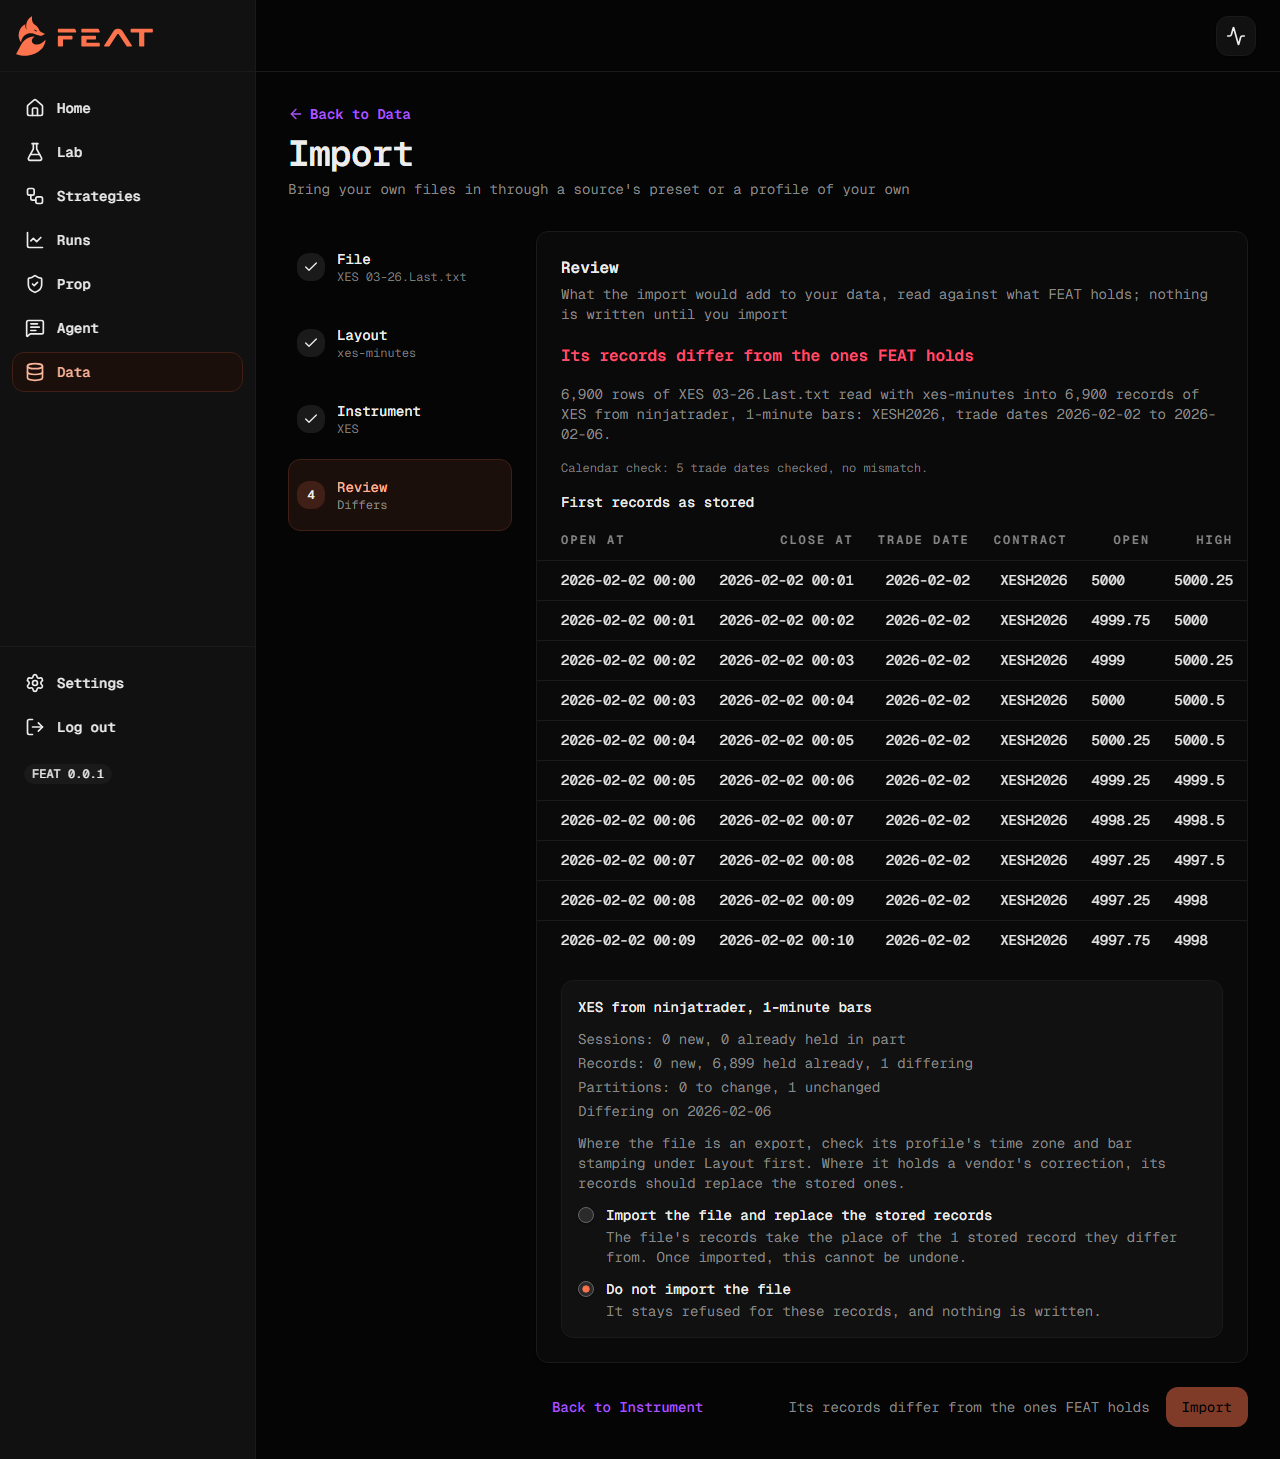 FEAT
Home
Lab
Strategies
Runs
Prop
Agent
Data
Settings
Log out
FEAT 0.0.1
Back to Data
Import
Bring your own files in through a source's preset or a profile of your own
File
XES 03-26.Last.txt
Layout
xes-minutes
Instrument
XES
4
Review
Differs
Review
What the import would add to your data, read against what FEAT holds; nothing
is written until you import
Its records differ from the ones FEAT holds
6,900 rows of XES 03-26.Last.txt read with xes-minutes into 6,900 records of
XES from ninjatrader, 1-minute bars: XESH2026, trade dates 2026-02-02 to 2026-
02-06.
Calendar check: 5 trade dates checked, no mismatch.
First records as stored
OPEN AT CLOSE AT TRADE DATE CONTRACT OPEN HIGH
2026-02-02 00:00 2026-02-02 00:01 2026-02-02 XESH2026 5000 5000.25
2026-02-02 00:01 2026-02-02 00:02 2026-02-02 XESH2026 4999.75 5000
2026-02-02 00:02 2026-02-02 00:03 2026-02-02 XESH2026 4999 5000.25
2026-02-02 00:03 2026-02-02 00:04 2026-02-02 XESH2026 5000 5000.5
2026-02-02 00:04 2026-02-02 00:05 2026-02-02 XESH2026 5000.25 5000.5
2026-02-02 00:05 2026-02-02 00:06 2026-02-02 XESH2026 4999.25 4999.5
2026-02-02 00:06 2026-02-02 00:07 2026-02-02 XESH2026 4998.25 4998.5
2026-02-02 00:07 2026-02-02 00:08 2026-02-02 XESH2026 4997.25 4997.5
2026-02-02 00:08 2026-02-02 00:09 2026-02-02 XESH2026 4997.25 4998
2026-02-02 00:09 2026-02-02 00:10 2026-02-02 XESH2026 4997.75 4998
XES from ninjatrader, 1-minute bars
Sessions: 0 new, 0 already held in part
Records: 0 new, 6,899 held already, 1 differing
Partitions: 0 to change, 1 unchanged
Differing on 2026-02-06
Where the file is an export, check its profile's time zone and bar
stamping under Layout first. Where it holds a vendor's correction, its
records should replace the stored ones.
Import the file and replace the stored records
The file's records take the place of the 1 stored record they differ
from. Once imported, this cannot be undone.
Do not import the file
It stays refused for these records, and nothing is written.
Back to Instrument
Its records differ from the ones FEAT holds
Import